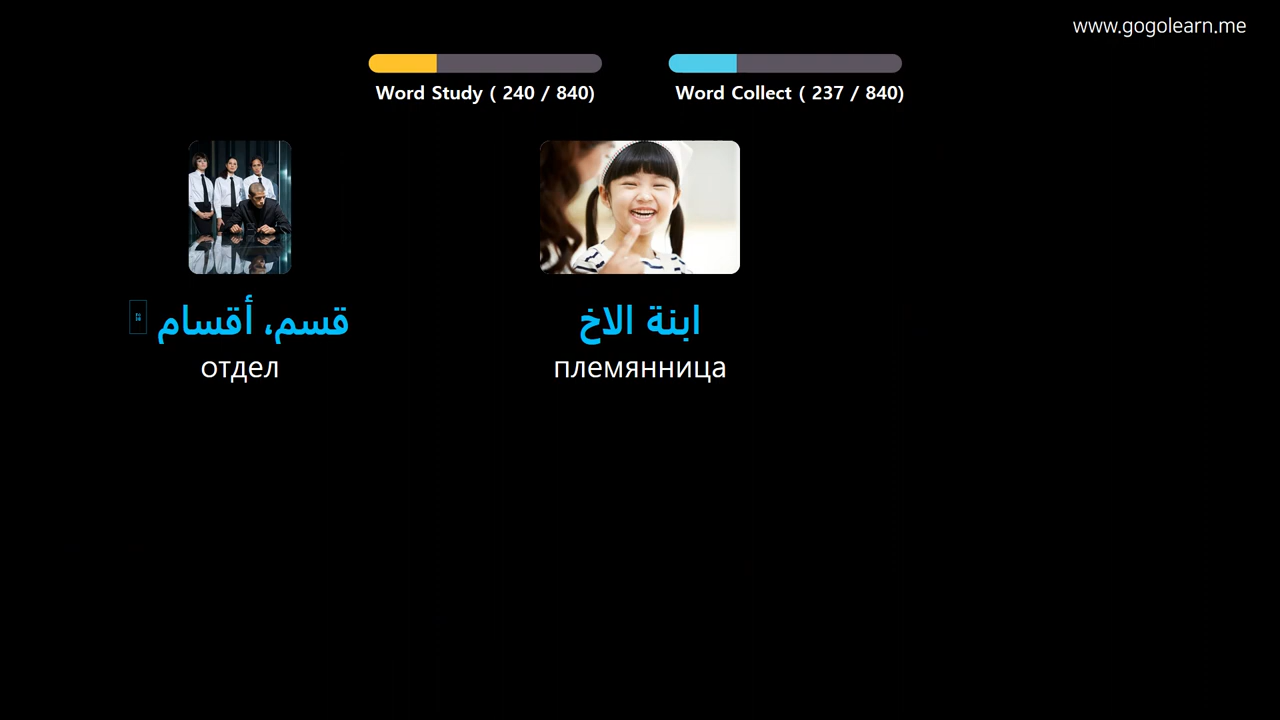 www.gogolearn.me
Word Study ( 240 / 840)
Word Collect ( 237 / 840)
قسم، أقسام
отдел
ابنة الاخ
племянница